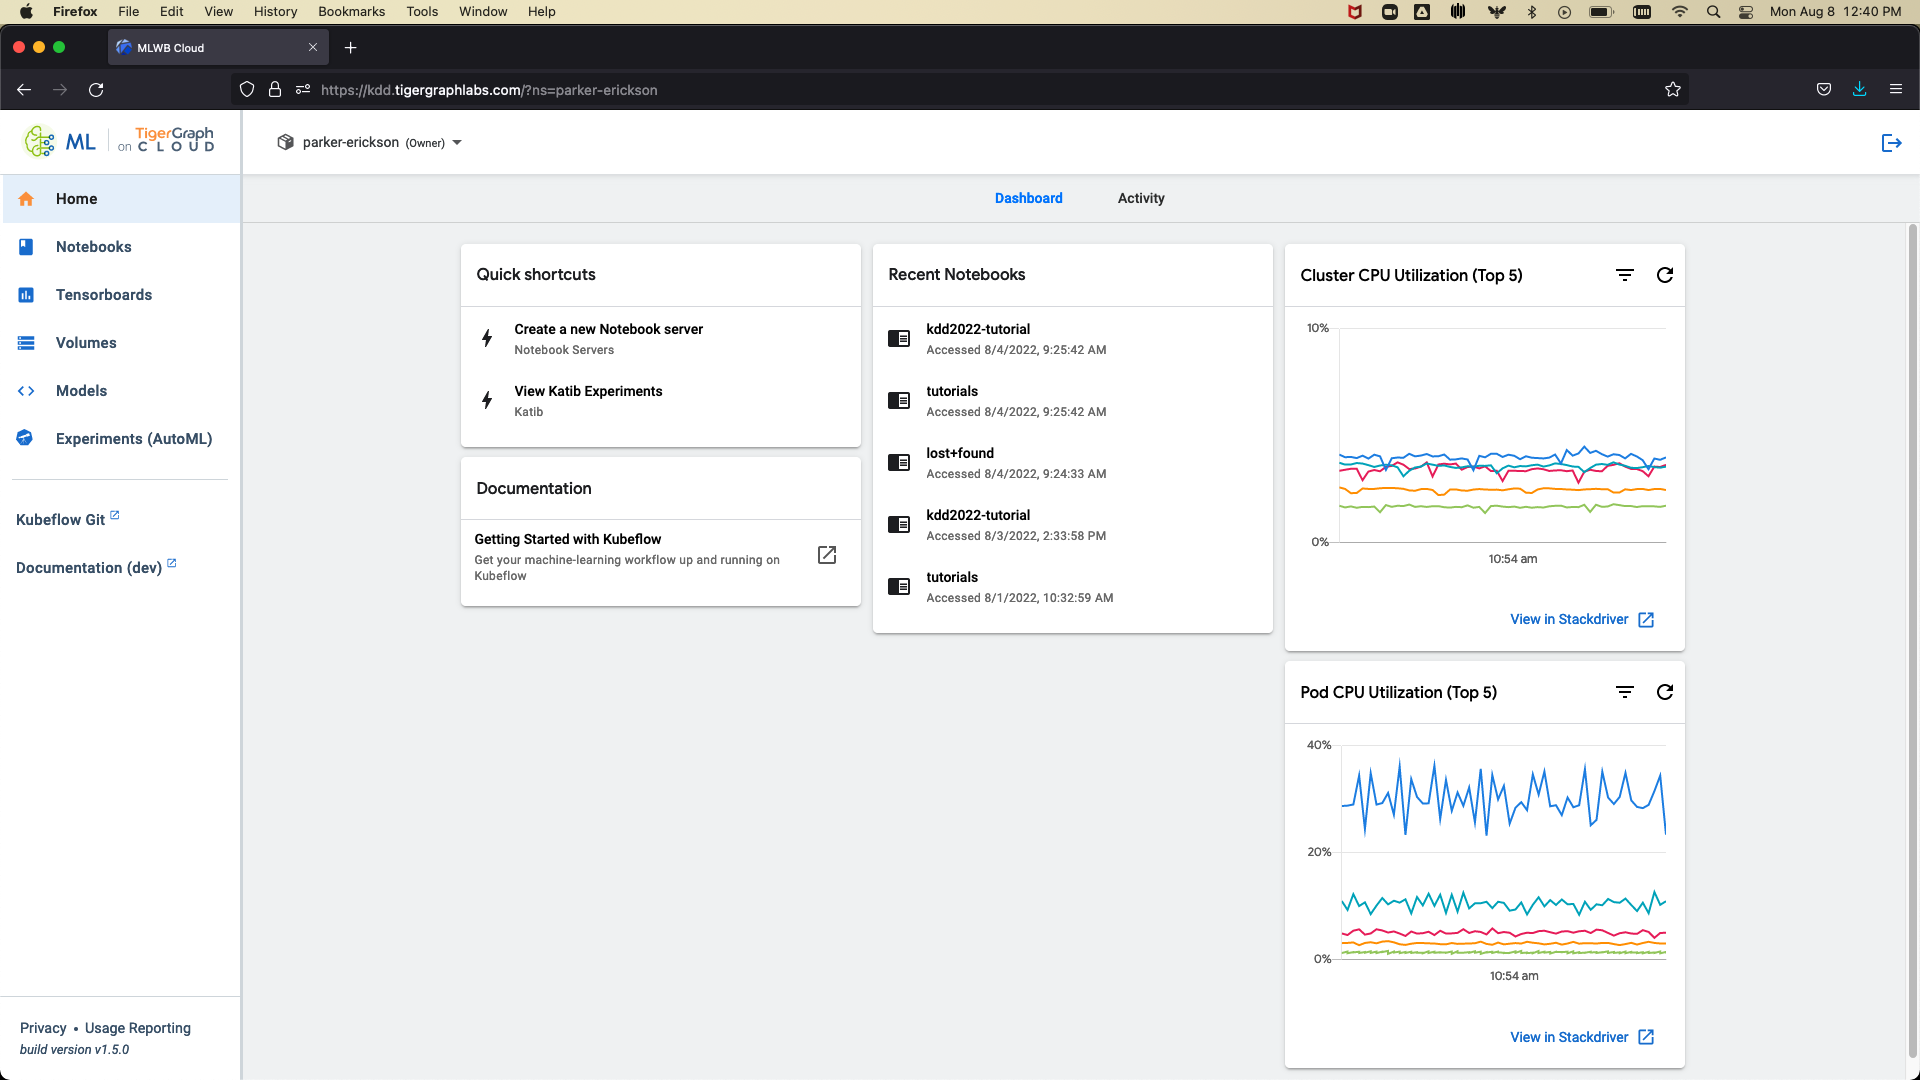 Firefox File Edit View History Bookmarks Tools Window Help Mon Aug 8 12:40 PM
MLWB Cloud
https://kdd.tigergraphlabs.com/?ns=parker-erickson
ML on TigerGraph CLOUD
parker-erickson (Owner)
Home
Notebooks
Tensorboards
Volumes
Models
Experiments (AutoML)
Kubeflow Git
Documentation (dev)
Privacy • Usage Reporting
build version v1.5.0
Dashboard Activity
Quick shortcuts
Create a new Notebook server
Notebook Servers
View Katib Experiments
Katib
Documentation
Getting Started with Kubeflow
Get your machine-learning workflow up and running on
Kubeflow
Recent Notebooks
kdd2022-tutorial
Accessed 8/4/2022, 9:25:42 AM
tutorials
Accessed 8/4/2022, 9:25:42 AM
lost+found
Accessed 8/4/2022, 9:24:33 AM
kdd2022-tutorial
Accessed 8/3/2022, 2:33:58 PM
tutorials
Accessed 8/1/2022, 10:32:59 AM
Cluster CPU Utilization (Top 5)
10%
0%
10:54 am
View in Stackdriver
Pod CPU Utilization (Top 5)
40%
20%
0%
10:54 am
View in Stackdriver